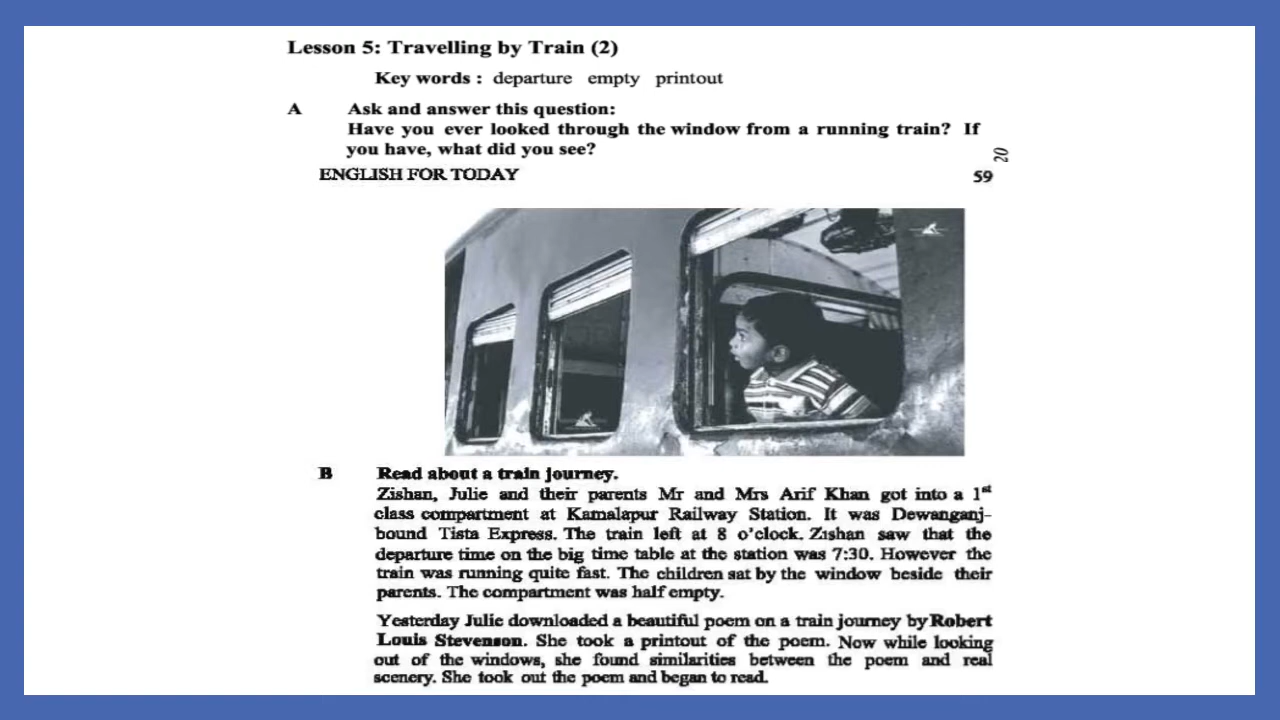 Lesson 5: Travelling by Train (2)
Key words : departure empty printout
A Ask and answer this question:
Have you ever looked through the window from a running train? If
you have, what did you see?
20
ENGLISH FOR TODAY 59
B Read about a train journey.
Zishan, Julie and their parents Mr and Mrs Arif Khan got into a 1st
class compartment at Kamalapur Railway Station. It was Dewanganj-
bound Tista Express. The train left at 8 o'clock. Zishan saw that the
departure time on the big time table at the station was 7:30. However the
train was running quite fast. The children sat by the window beside their
parents. The compartment was half empty.
Yesterday Julie downloaded a beautiful poem on a train journey by Robert
Louis Stevenson. She took a printout of the poem. Now while looking
out of the windows, she found similarities between the poem and real
scenery. She took out the poem and began to read.